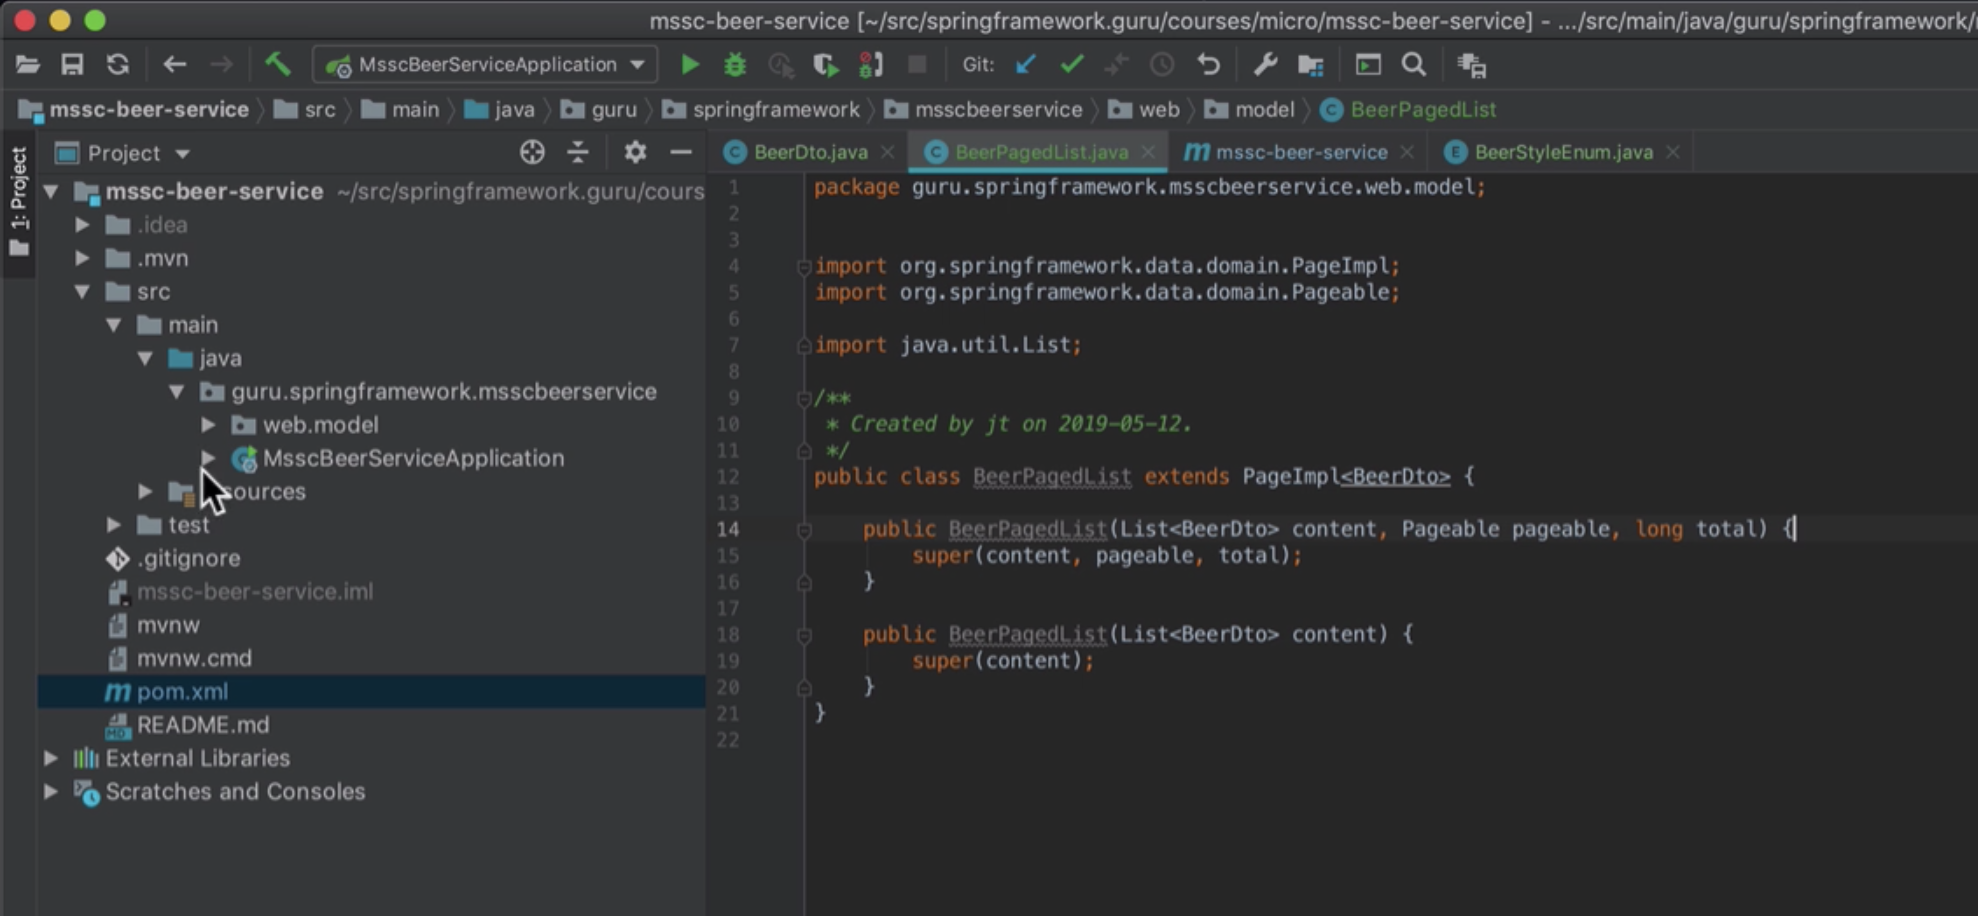 mssc-beer-service [~/src/springframework.guru/courses/micro/mssc-beer-service] - .../src/main/java/guru/springframework/
MsscBeerServiceApplication
Git:
mssc-beer-service src main java guru springframework msscbeerservice web model BeerPagedList
1: Project
Project
BeerDto.java BeerPagedList.java mssc-beer-service BeerStyleEnum.java
mssc-beer-service ~/src/springframework.guru/cours
.idea
.mvn
src
main
java
guru.springframework.msscbeerservice
web.model
MsscBeerServiceApplication
sources
test
.gitignore
mssc-beer-service.iml
mvnw
mvnw.cmd
pom.xml
README.md
External Libraries
Scratches and Consoles
1 package guru.springframework.msscbeerservice.web.model;
2
3
4 import org.springframework.data.domain.PageImpl;
5 import org.springframework.data.domain.Pageable;
6
7 import java.util.List;
8
9 /**
10 * Created by jt on 2019-05-12.
11 */
12 public class BeerPagedList extends PageImpl<BeerDto> {
13
14 public BeerPagedList(List<BeerDto> content, Pageable pageable, long total) {
15 super(content, pageable, total);
16 }
17
18 public BeerPagedList(List<BeerDto> content) {
19 super(content);
20 }
21 }
22